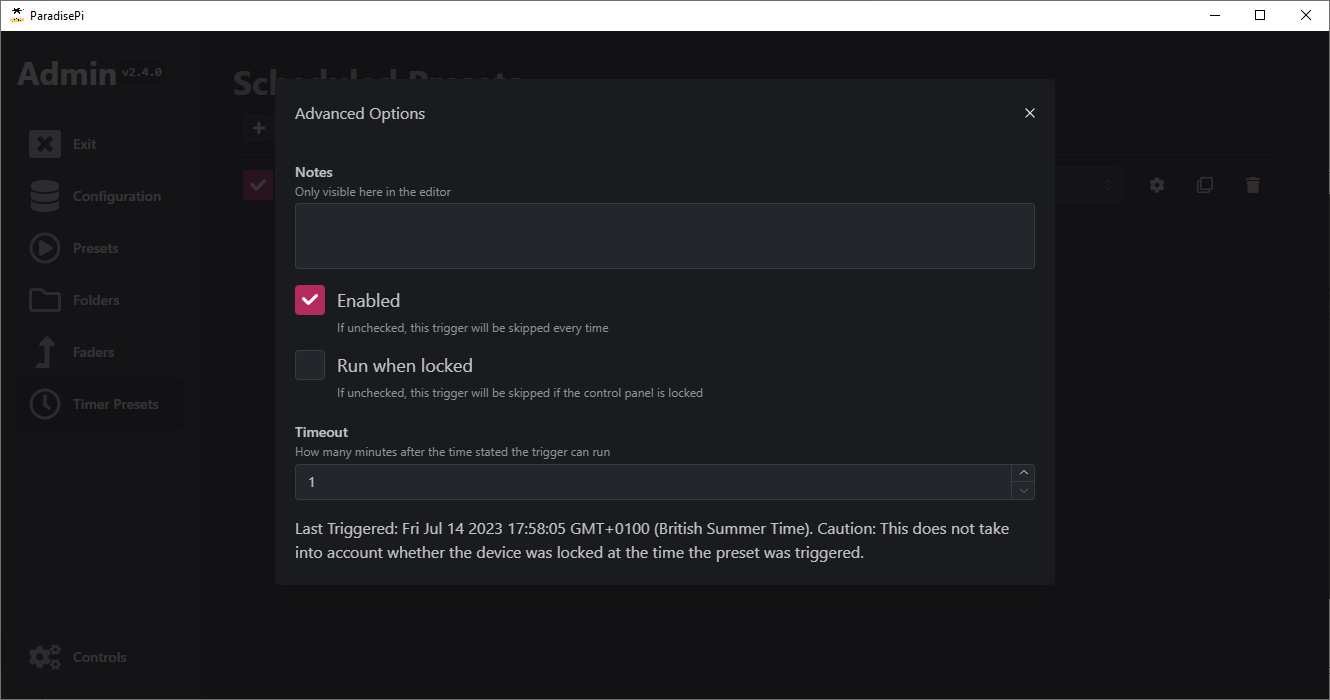 ParadisePi
Admin v2.4.0
Scheduled Presets
Exit
Configuration
Presets
Folders
Faders
Timer Presets
Controls
Advanced Options
Notes
Only visible here in the editor
Enabled
If unchecked, this trigger will be skipped every time
Run when locked
If unchecked, this trigger will be skipped if the control panel is locked
Timeout
How many minutes after the time stated the trigger can run
1
Last Triggered: Fri Jul 14 2023 17:58:05 GMT+0100 (British Summer Time). Caution: This does not take
into account whether the device was locked at the time the preset was triggered.